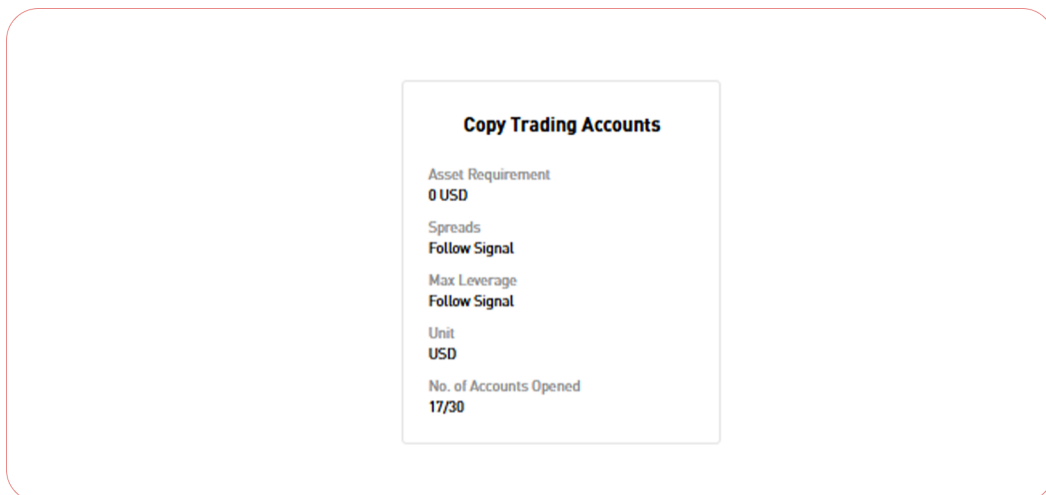 Copy Trading Accounts
Asset Requirement
0 USD
Spreads
Follow Signal
Max Leverage
Follow Signal
Unit
USD
No. of Accounts Opened
17/30